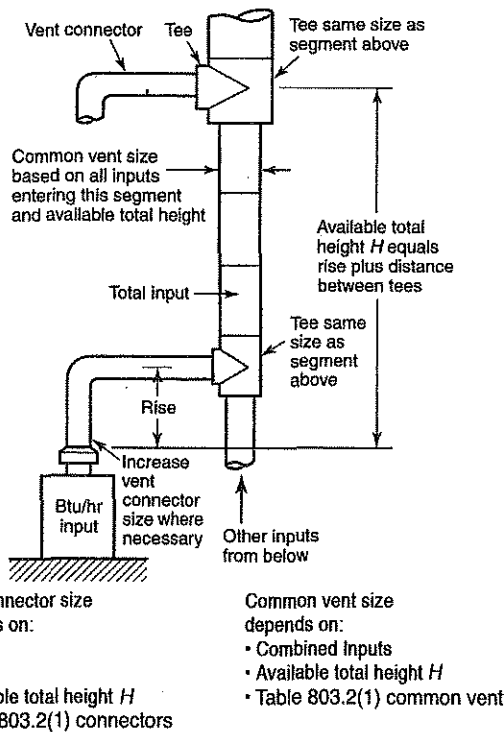 Vent connector
Tee
Tee same size as
segment above
Common vent size
based on all inputs
entering this segment
and available total height
Available total
height H equals
rise plus distance
between tees
Total input
Tee same
size as
segment
above
Rise
Increase
vent
connector
size where
necessary
Btu/hr
input
Other inputs
from below
size
on:
total height H
803.2(1) connectors
Common vent size
depends on:
• Combined Inputs
• Available total height H
• Table 803.2(1) common vent